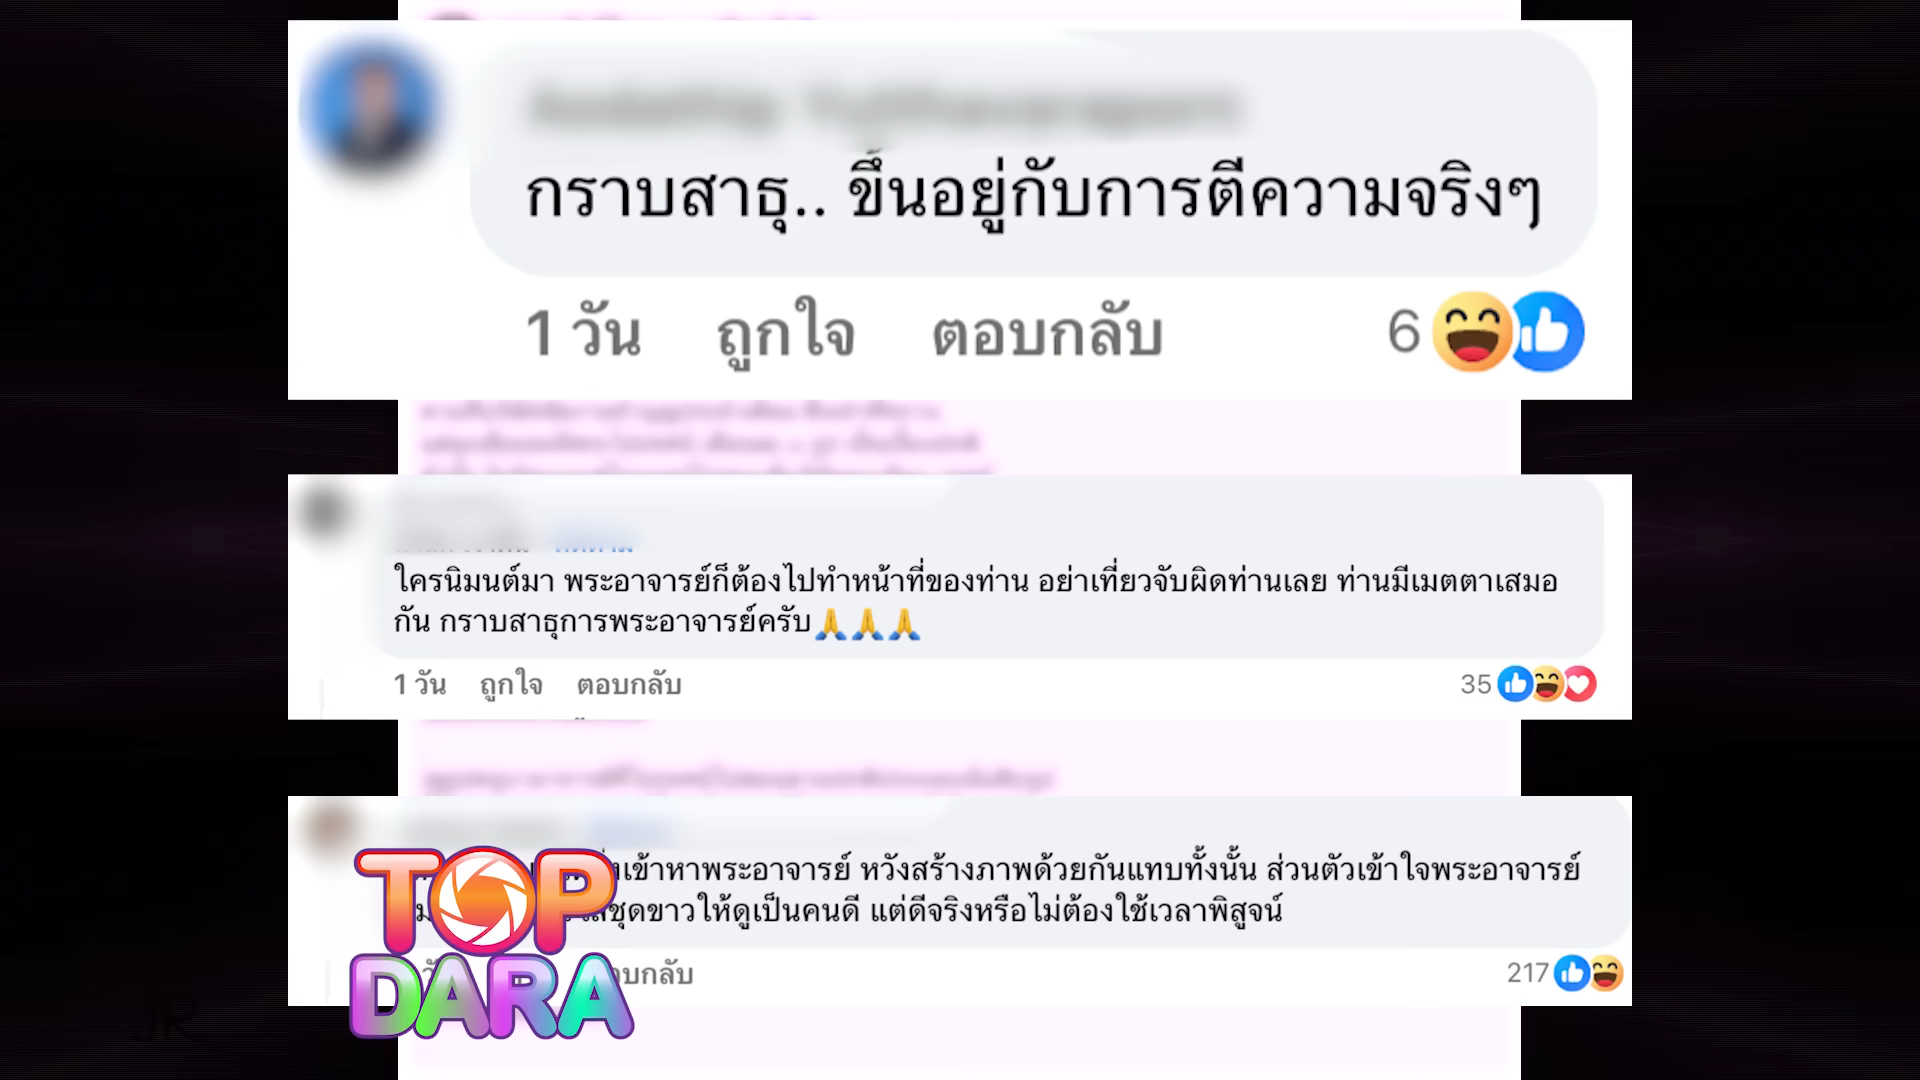 กราบสาธุ.. ขึ้นอยู่กับการตีความจริงๆ
1 วัน ถูกใจ ตอบกลับ 6
ใครนิมนต์มา พระอาจารย์ก็ต้องไปทำหน้าที่ของท่าน อย่าเที่ยวจับผิดท่านเลย ท่านมีเมตตาเสมอ
กัน กราบสาธุการพระอาจารย์ครับ🙏🙏🙏
1 วัน ถูกใจ ตอบกลับ 35
เข้าหาพระอาจารย์ หวังสร้างภาพด้วยกันแทบทั้งนั้น ส่วนตัวเข้าใจพระอาจารย์
ชุดขาวให้ดูเป็นคนดี แต่ดีจริงหรือไม่ต้องใช้เวลาพิสูจน์
217
TOP
DARA